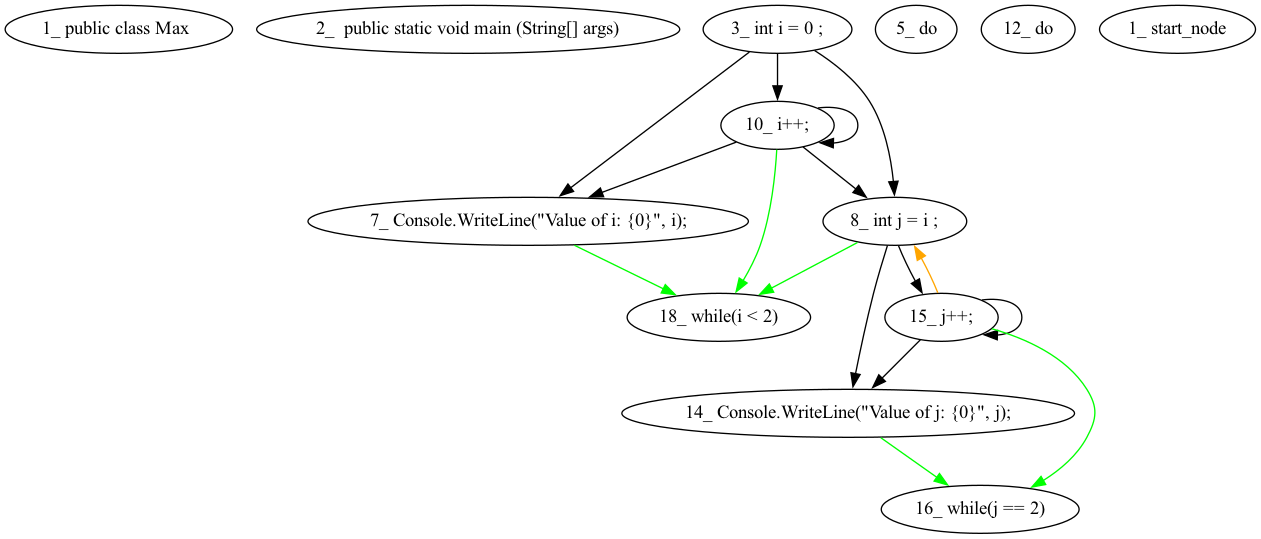 1_ public class Max
2_  public static void main (String[] args)
3_ int i = 0 ;
5_ do
12_ do
1_ start_node
10_ i++;
7_ Console.WriteLine("Value of i: {0}", i);
8_ int j = i ;
18_ while(i < 2)
15_ j++;
14_ Console.WriteLine("Value of j: {0}", j);
16_ while(j == 2)